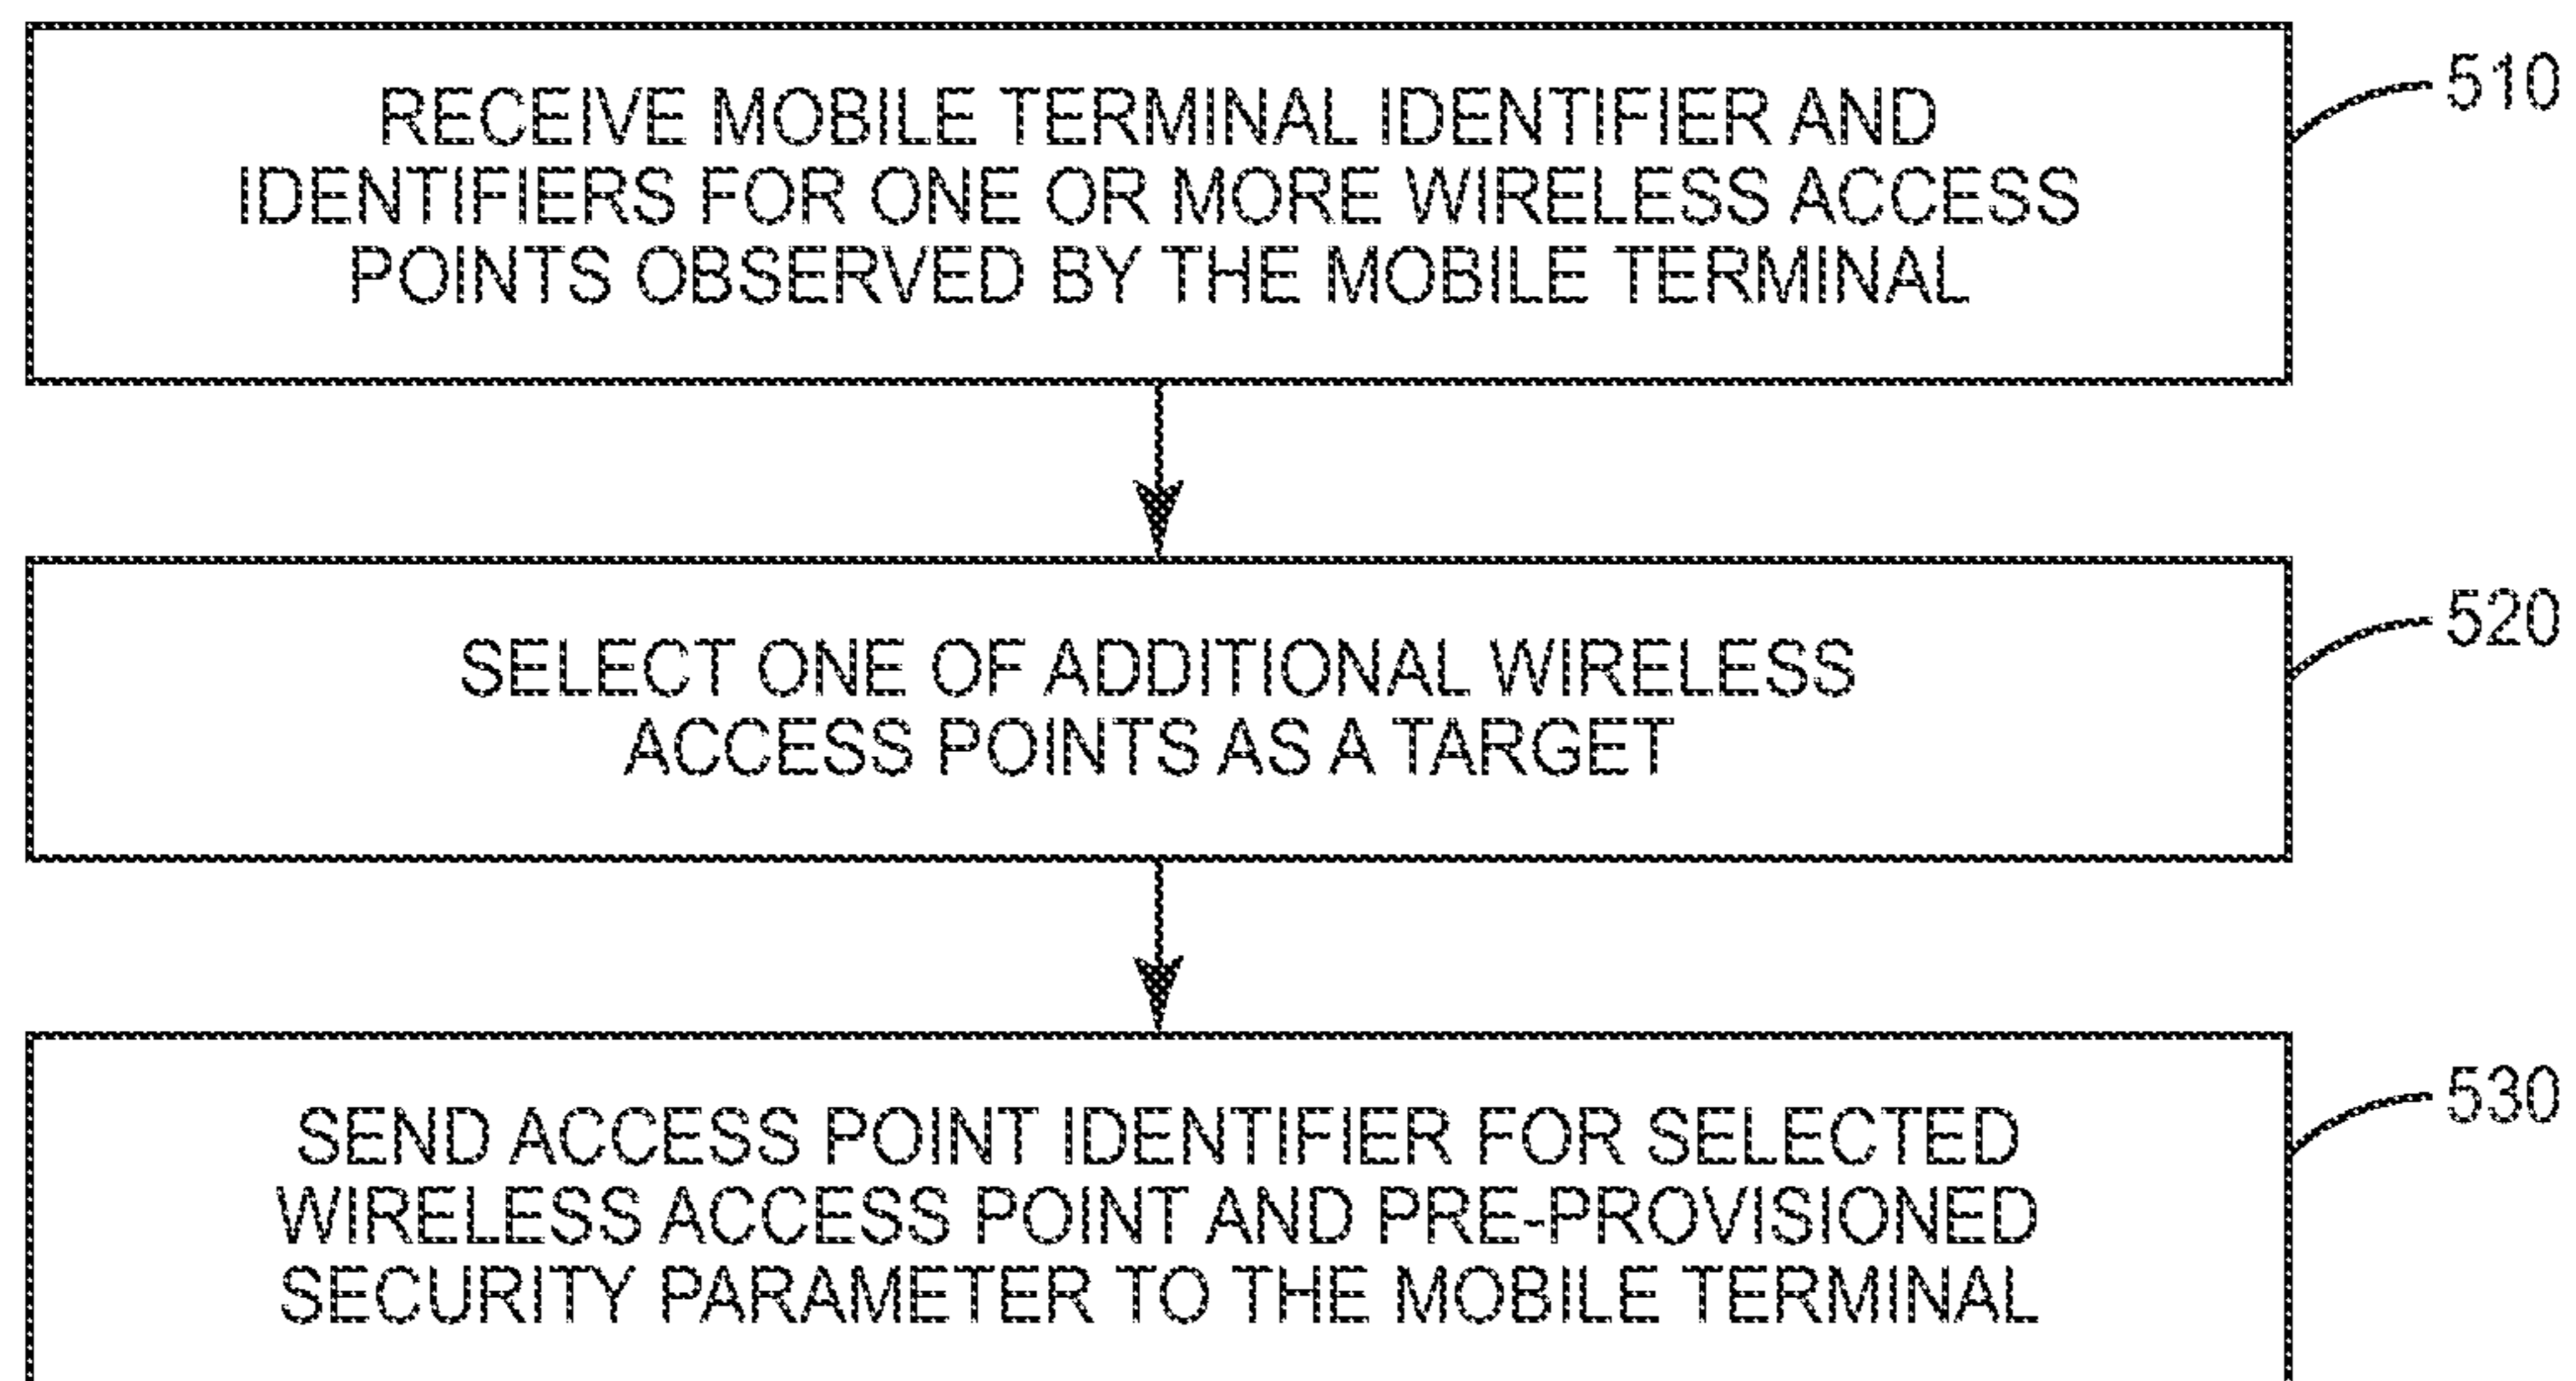 RECEIVE MOBILE TERMINAL IDENTIFIER AND
IDENTIFIERS FOR ONE OR MORE WIRELESS ACCESS
POINTS OBSERVED BY THE MOBILE TERMINAL
510
SELECT ONE OF ADDITIONAL WIRELESS
ACCESS POINTS AS A TARGET
520
SEND ACCESS POINT IDENTIFIER FOR SELECTED
WIRELESS ACCESS POINT AND PRE-PROVISIONED
SECURITY PARAMETER TO THE MOBILE TERMINAL
530